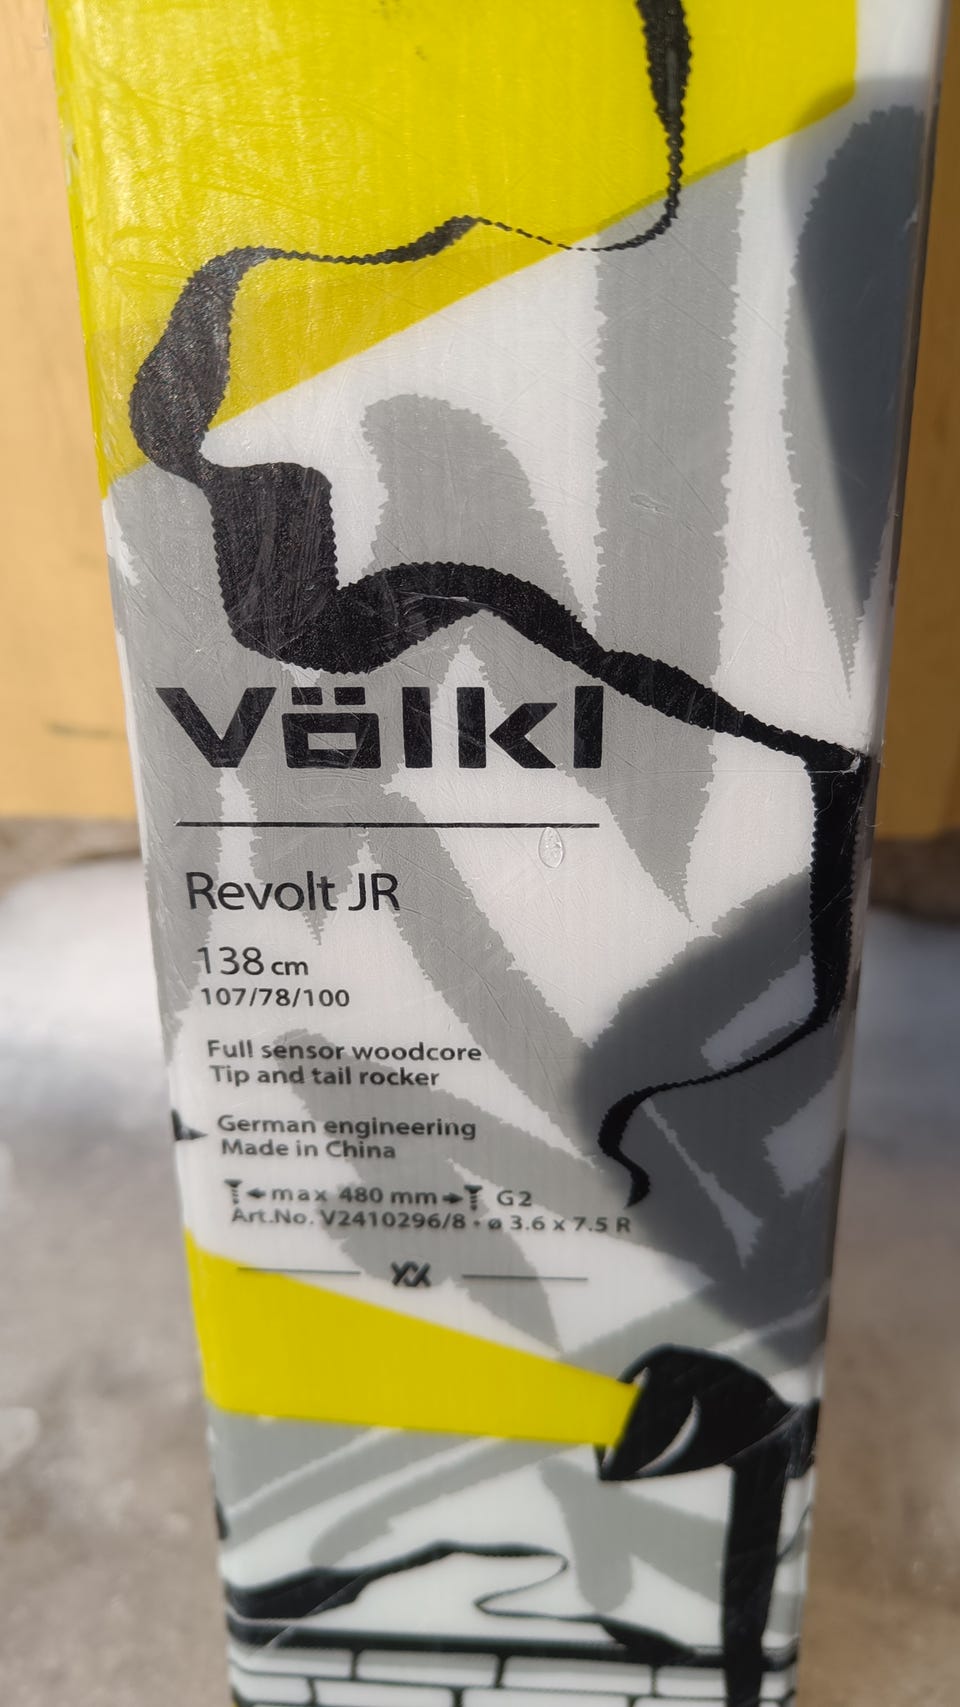 Völkl
Revolt JR
138 cm
107/78/100
Full sensor woodcore
Tip and tail rocker
German engineering
Made in China
max 480 mm G2
Art.No. V2410296/8 - ø 3.6 x 7.5 R